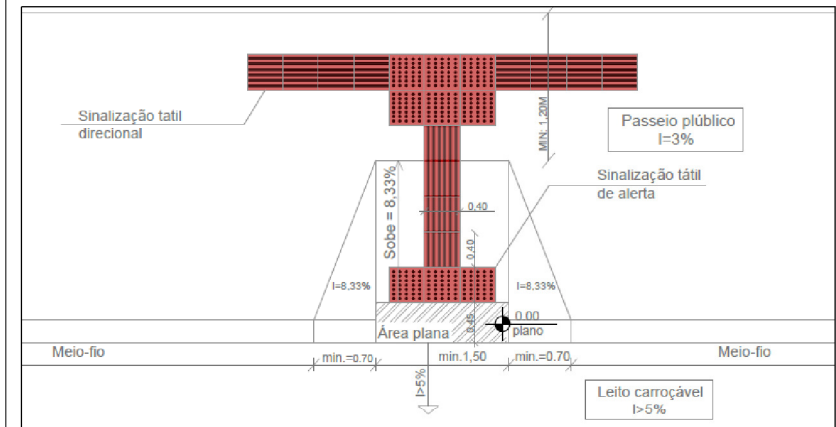 Sinalização tatil
direcional
MIN: 1,20M
Passeio plúblico
I=3%
Sinalização tátil
de alerta
Sobe = 8,33%
0,40
0,40
I=8,33%
I=8,33%
0,45
0.00
plano
Área plana
Meio-fio
min.=0.70
min.1,50
min.=0.70
Meio-fio
I>5%
Leito carroçável
I>5%